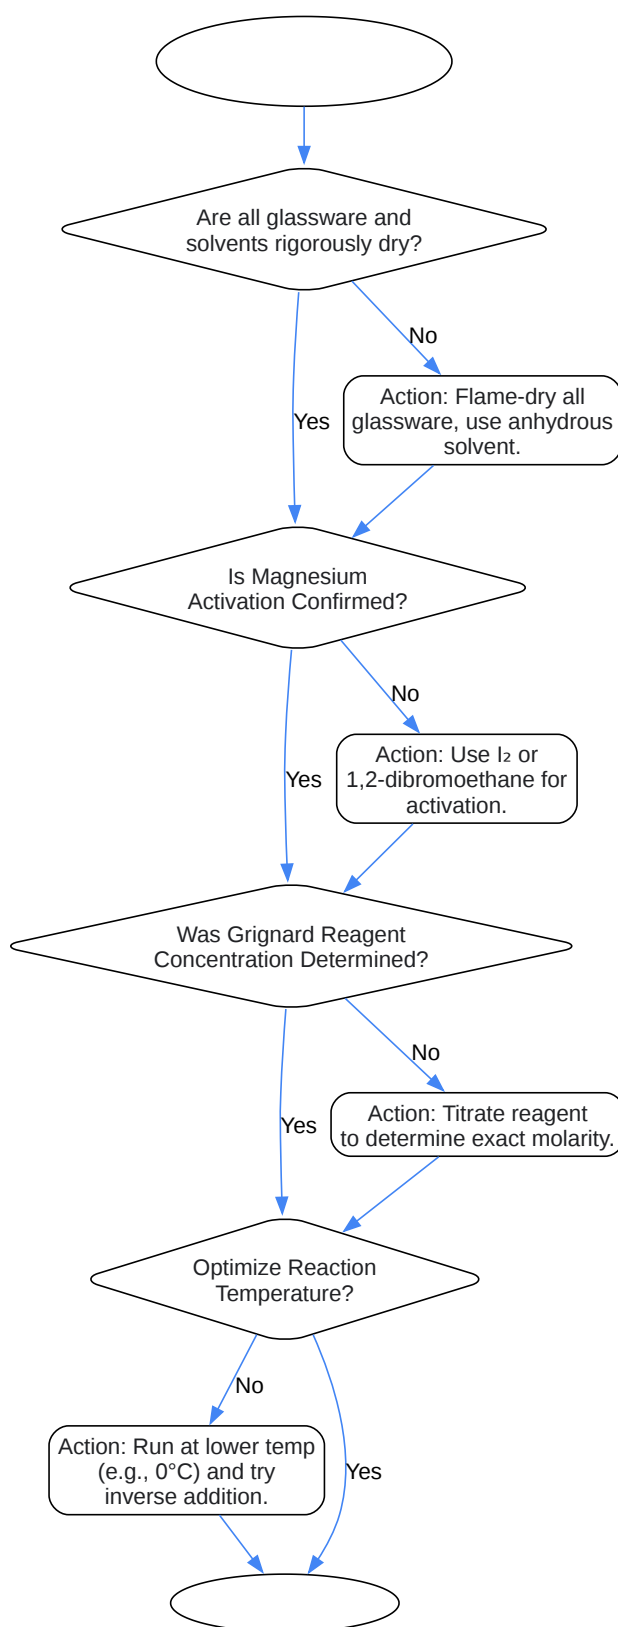 Are all glassware and
solvents rigorously dry?
No
Yes
Action: Flame-dry all
glassware, use anhydrous
solvent.
Is Magnesium
Activation Confirmed?
No
Yes
Action: Use I₂ or
1,2-dibromoethane for
activation.
Was Grignard Reagent
Concentration Determined?
No
Yes
Action: Titrate reagent
to determine exact molarity.
Optimize Reaction
Temperature?
No
Yes
Action: Run at lower temp
(e.g., 0°C) and try
inverse addition.